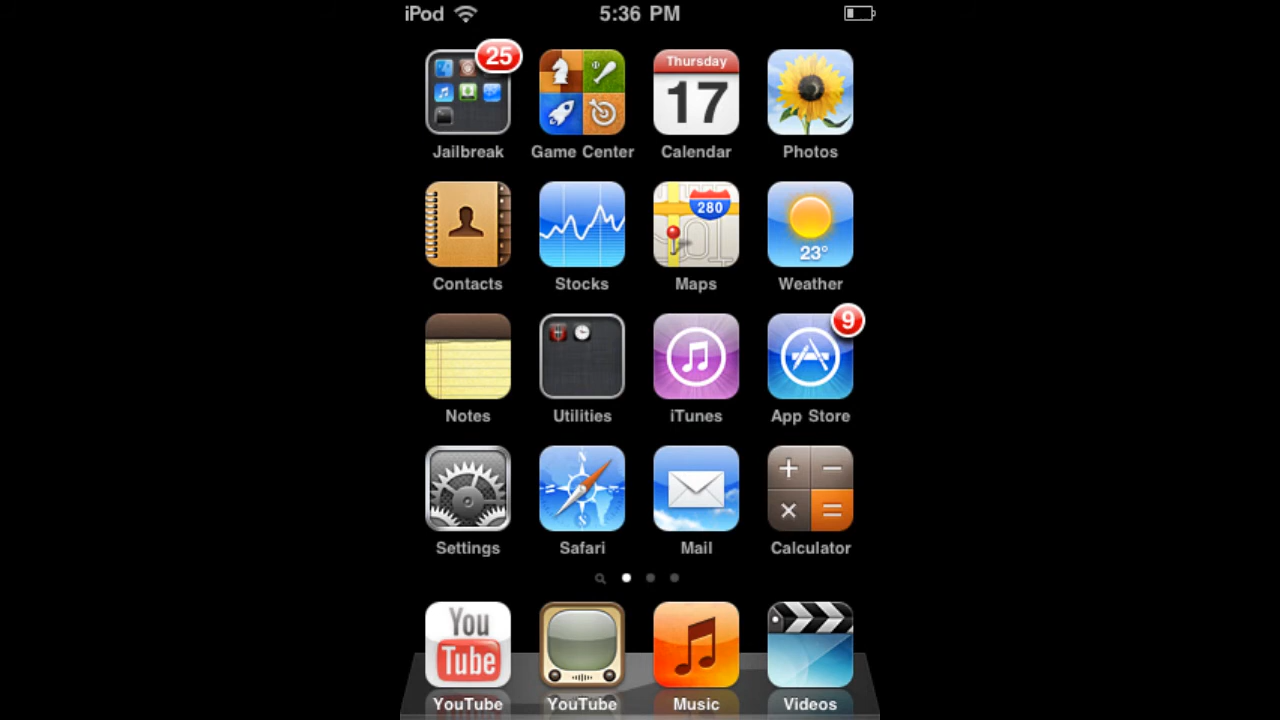 iPod 5:36 PM
25
Jailbreak Game Center Calendar Photos
Thursday
17
280
23°
Contacts Stocks Maps Weather
9
Notes Utilities iTunes App Store
N
S
Settings Safari Mail Calculator
You
Tube
YouTube YouTube Music Videos